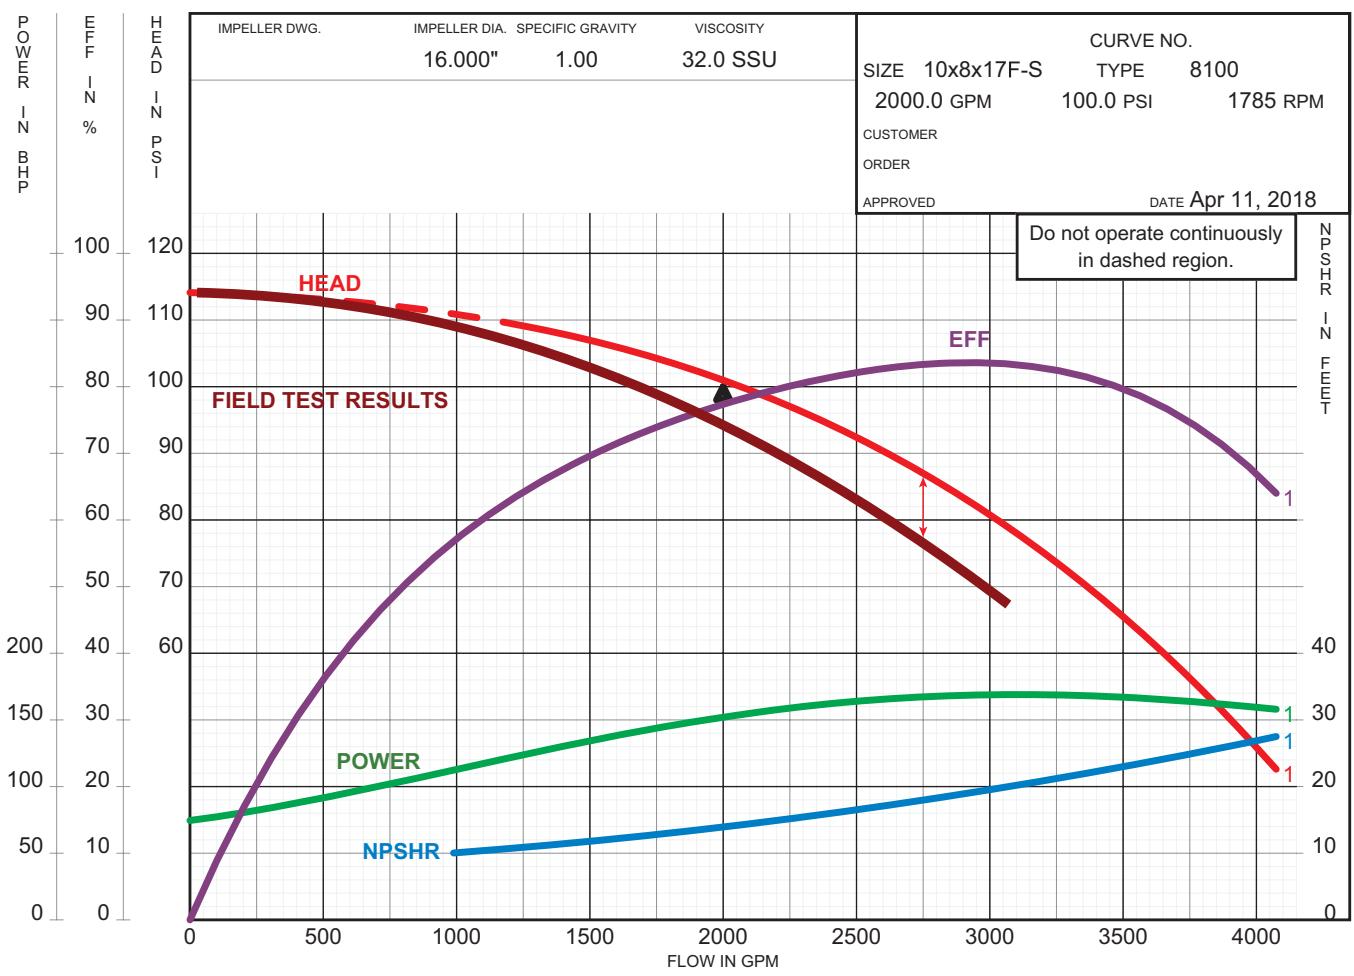 POWER IN BHP
EFF IN %
HEAD IN PSI
IMPELLER DWG. IMPELLER DIA. SPECIFIC GRAVITY VISCOSITY
16.000" 1.00 32.0 SSU
CURVE NO.
SIZE 10x8x17F-S TYPE 8100
2000.0 GPM 100.0 PSI 1785 RPM
CUSTOMER
ORDER
APPROVED DATE Apr 11, 2018
Do not operate continuously
in dashed region.
NPSHR IN FEET
100 120
HEAD
90 110
EFF
80 100
FIELD TEST RESULTS
70 90
1
60 80
50 70
200 40 60 40
150 30 30
1
1
POWER
1
100 20 20
NPSHR
50 10 10
0 0 0
0 500 1000 1500 2000 2500 3000 3500 4000
FLOW IN GPM